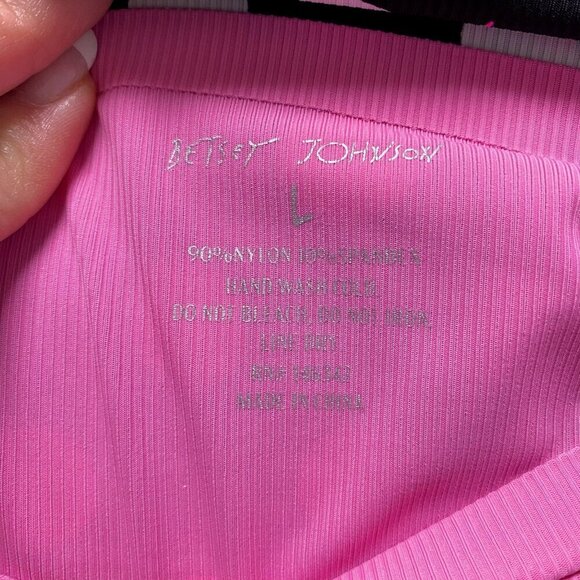 BETSEY JOHNSON
L
90%NYLON 10%SPANDEX
HAND WASH COLD.
DO NOT BLEACH. DO NOT IRON.
LINE DRY
MADE IN CHINA